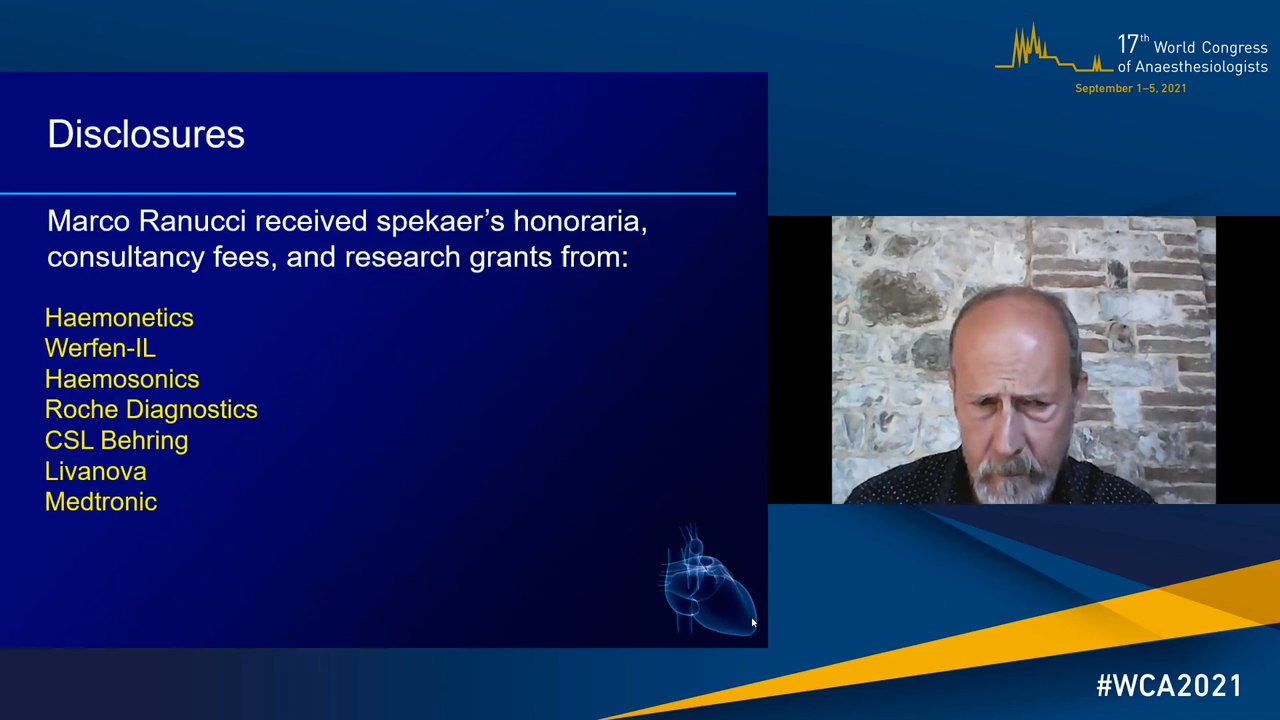 17th World Congress
of Anaesthesiologists
September 1–5, 2021
Disclosures
Marco Ranucci received spekaer’s honoraria,
consultancy fees, and research grants from:
Haemonetics
Werfen-IL
Haemosonics
Roche Diagnostics
CSL Behring
Livanova
Medtronic
#WCA2021